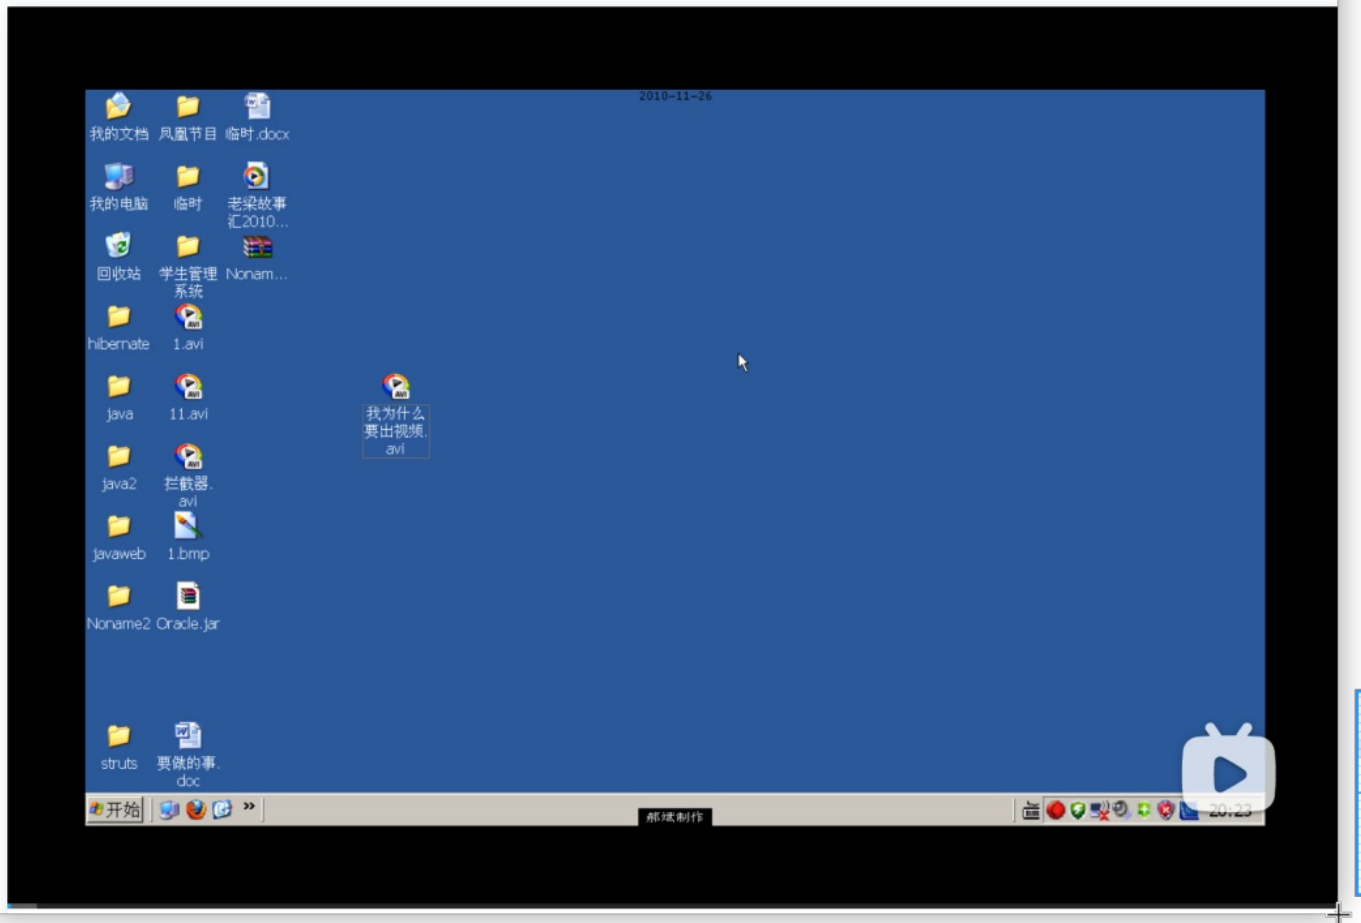 2010-11-26
我的文档 凤凰节目 临时.docx
我的电脑 临时 老梁故事
汇2010...
回收站 学生管理 Nonam...
系统
hibernate 1.avi
java 11.avi
我为什么
要出视频.
avi
java2 拦截器.
avi
javaweb 1.bmp
Noname2 Oracle.jar
struts 要做的事.
doc
开始
郝斌制作
20:23